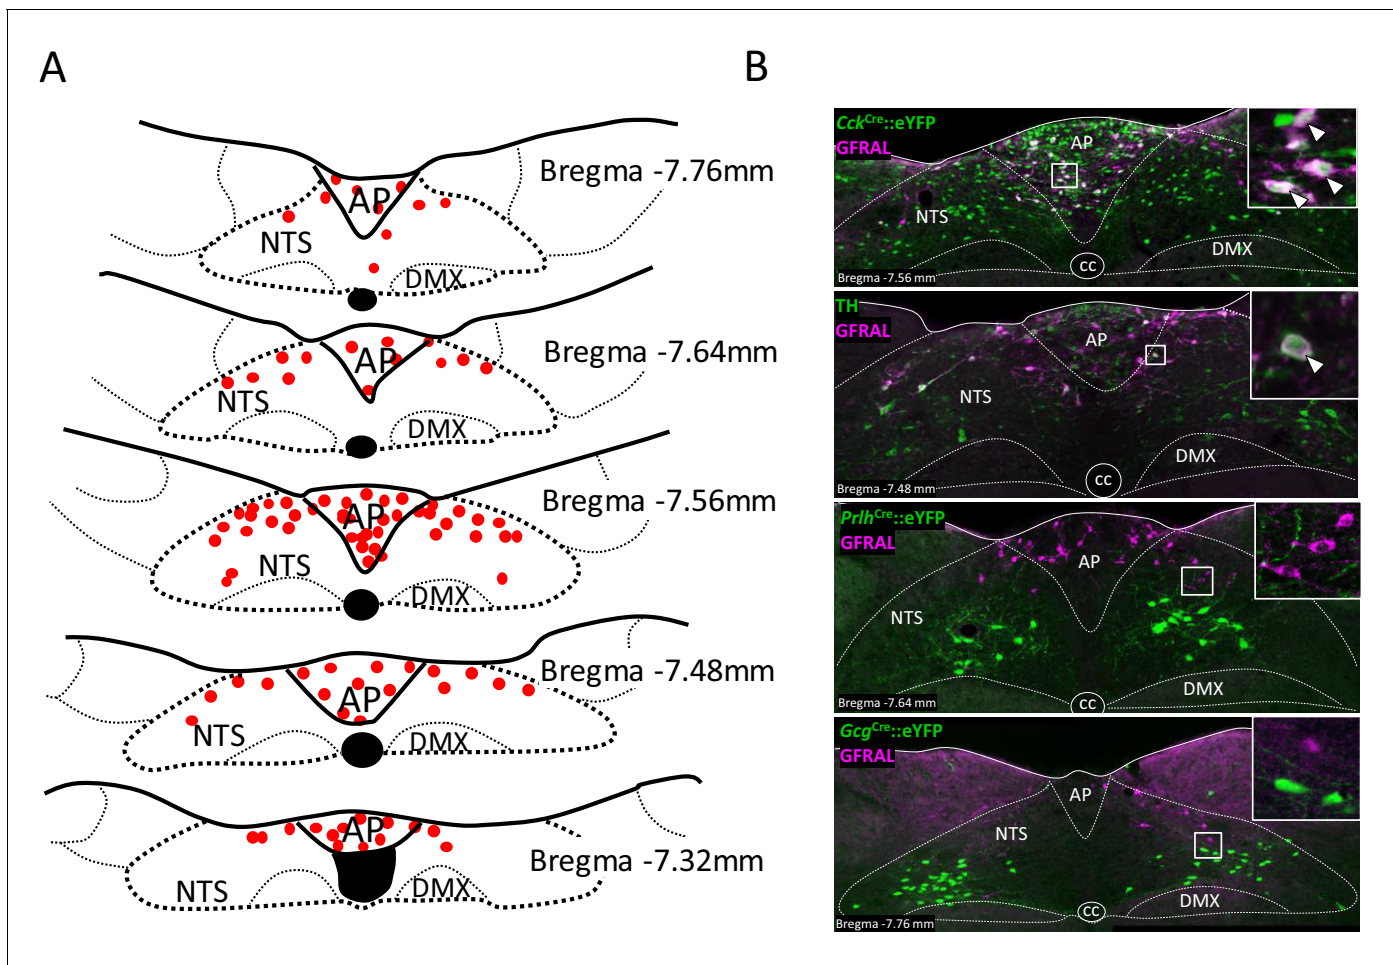 A
Bregma -7.76mm
AP
NTS
DMX
Bregma -7.64mm
AP
NTS
DMX
Bregma -7.56mm
AP
NTS
DMX
Bregma -7.48mm
AP
NTS
DMX
Bregma -7.32mm
AP
NTS
DMX
B
CckCre::eYFP
GFRAL
AP
NTS
DMX
cc
Bregma -7.56 mm
TH
GFRAL
AP
NTS
DMX
cc
Bregma -7.48 mm
PrlhCre::eYFP
GFRAL
AP
NTS
DMX
cc
Bregma -7.64 mm
GcgCre::eYFP
GFRAL
AP
NTS
DMX
cc
Bregma -7.76 mm